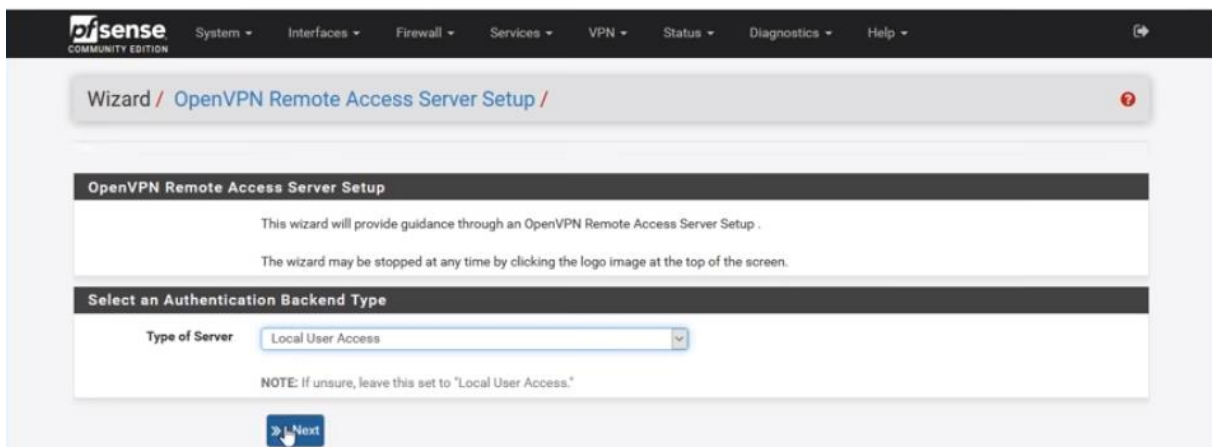 pfsense
COMMUNITY EDITION
System
Interfaces
Firewall
Services
VPN
Status
Diagnostics
Help
Wizard / OpenVPN Remote Access Server Setup /
OpenVPN Remote Access Server Setup
This wizard will provide guidance through an OpenVPN Remote Access Server Setup .
The wizard may be stopped at any time by clicking the logo image at the top of the screen.
Select an Authentication Backend Type
Type of Server
Local User Access
NOTE: If unsure, leave this set to "Local User Access."
» Next